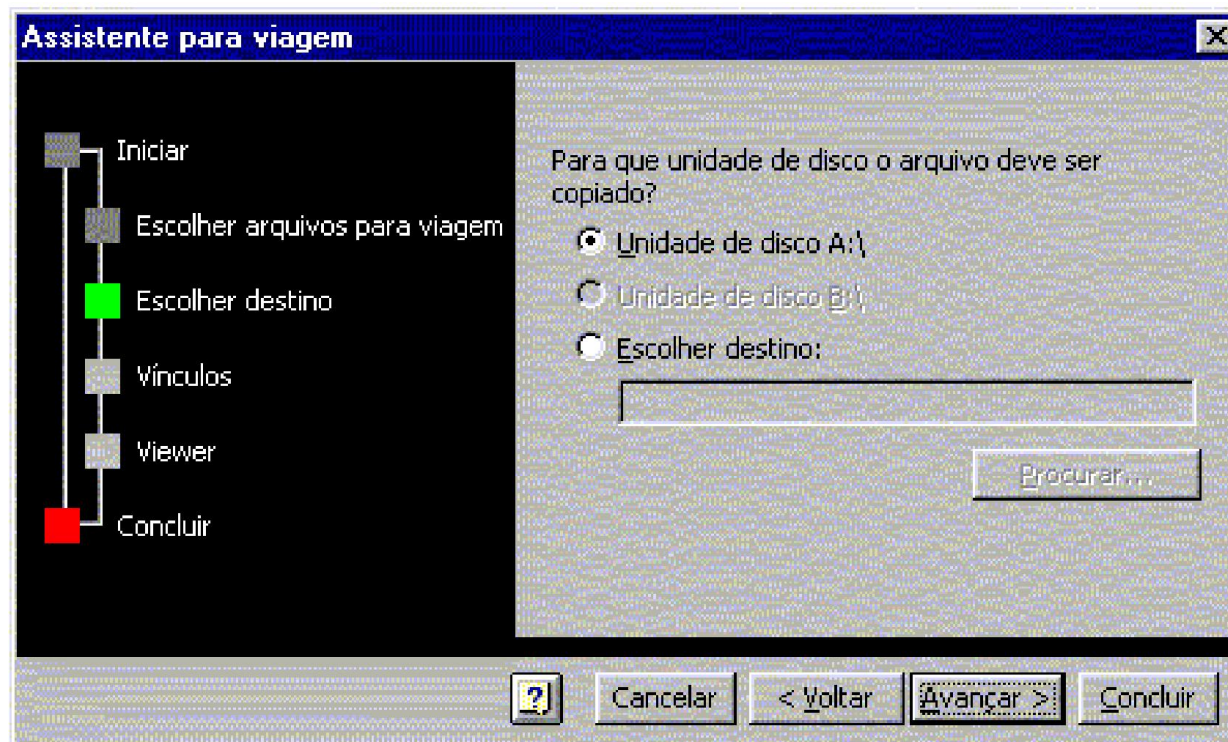 Assistente para viagem
Iniciar
Escolher arquivos para viagem
Escolher destino
Vínculos
Viewer
Concluir
Para que unidade de disco o arquivo deve ser
copiado?
Unidade de disco A:\
Unidade de disco B:\
Escolher destino:
Procurar...
? Cancelar < Voltar Avançar > Concluir